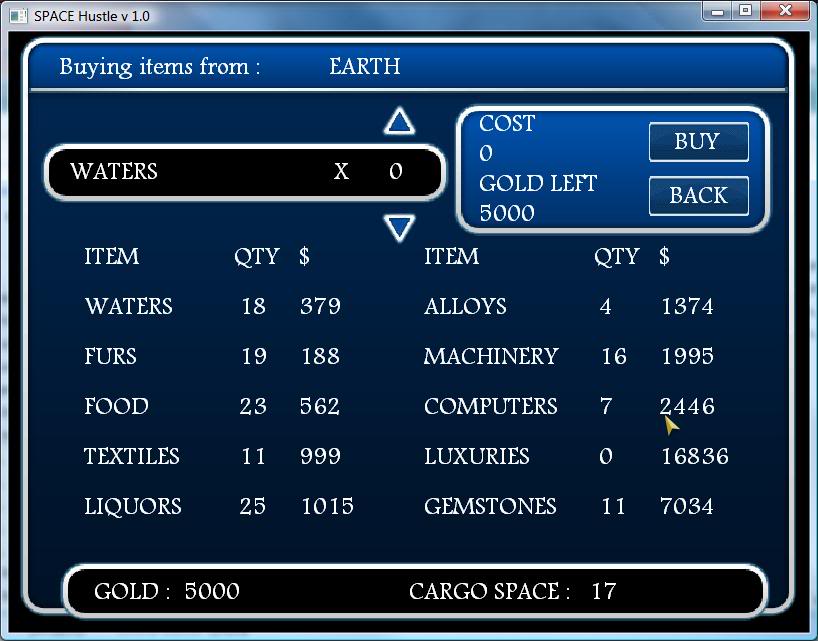 SPACE Hustle v 1.0
Buying items from : EARTH
WATERS X 0
COST
0
GOLD LEFT
5000
BUY
BACK
ITEM QTY $ ITEM QTY $
WATERS 18 379 ALLOYS 4 1374
FURS 19 188 MACHINERY 16 1995
FOOD 23 562 COMPUTERS 7 2446
TEXTILES 11 999 LUXURIES 0 16836
LIQUORS 25 1015 GEMSTONES 11 7034
GOLD : 5000 CARGO SPACE : 17